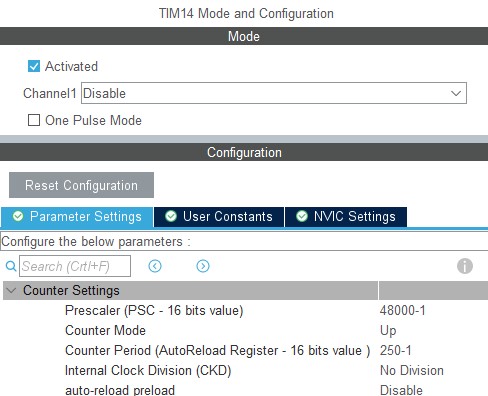 TIM14 Mode and Configuration
Mode
Activated
Channel1 Disable
One Pulse Mode
Configuration
Reset Configuration
Parameter Settings User Constants NVIC Settings
Configure the below parameters :
Search (Crtl+F)
Counter Settings
Prescaler (PSC - 16 bits value) 48000-1
Counter Mode Up
Counter Period (AutoReload Register - 16 bits value ) 250-1
Internal Clock Division (CKD) No Division
auto-reload preload Disable